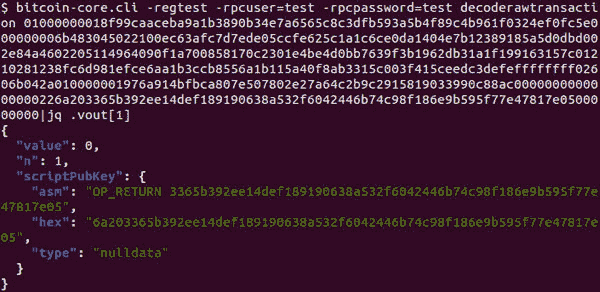 $ bitcoin-core.cli -regtest -rpcuser=test -rpcpassword=test decoderawtransacti
on 01000000018f99caaceba9a1b3890b34e7a6565c8c3dfb593a5b4f89c4b961f0324ef0fc5e0
00000006b483045022100ec63afc7d7ede05ccfe625c1a1c6ce0da1404e7b12389185a5d0dbd00
2e84a4602205114964090f1a700858170c2301e4be4d0bb7639f3b1962db31a1f199163157c012
10281238fc6d981efce6aa1b3ccb8556a1b115a40f8ab3315c003f415ceedc3defeffffffff026
06b042a010000001976a914bfbca807e507802e27a64c2b9c2915819033990c88ac00000000000
00000226a203365b392ee14def189190638a532f6042446b74c98f186e9b595f77e47817e05000
00000|jq .vout[1]
{
  "value": 0,
  "n": 1,
  "scriptPubKey": {
    "asm": "OP_RETURN 3365b392ee14def189190638a532f6042446b74c98f186e9b595f77e
47817e05",
    "hex": "6a203365b392ee14def189190638a532f6042446b74c98f186e9b595f77e47817e
05",
    "type": "nulldata"
  }
}